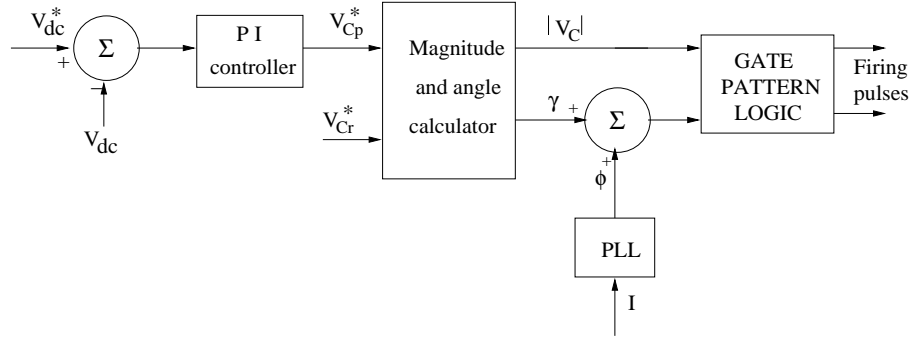 V*dc
+
Σ
−
Vdc
P I
controller
V*Cp
V*Cr
Magnitude
and angle
calculator
|VC|
γ
+
Σ
+
ϕ
PLL
I
GATE
PATTERN
LOGIC
Firing
pulses